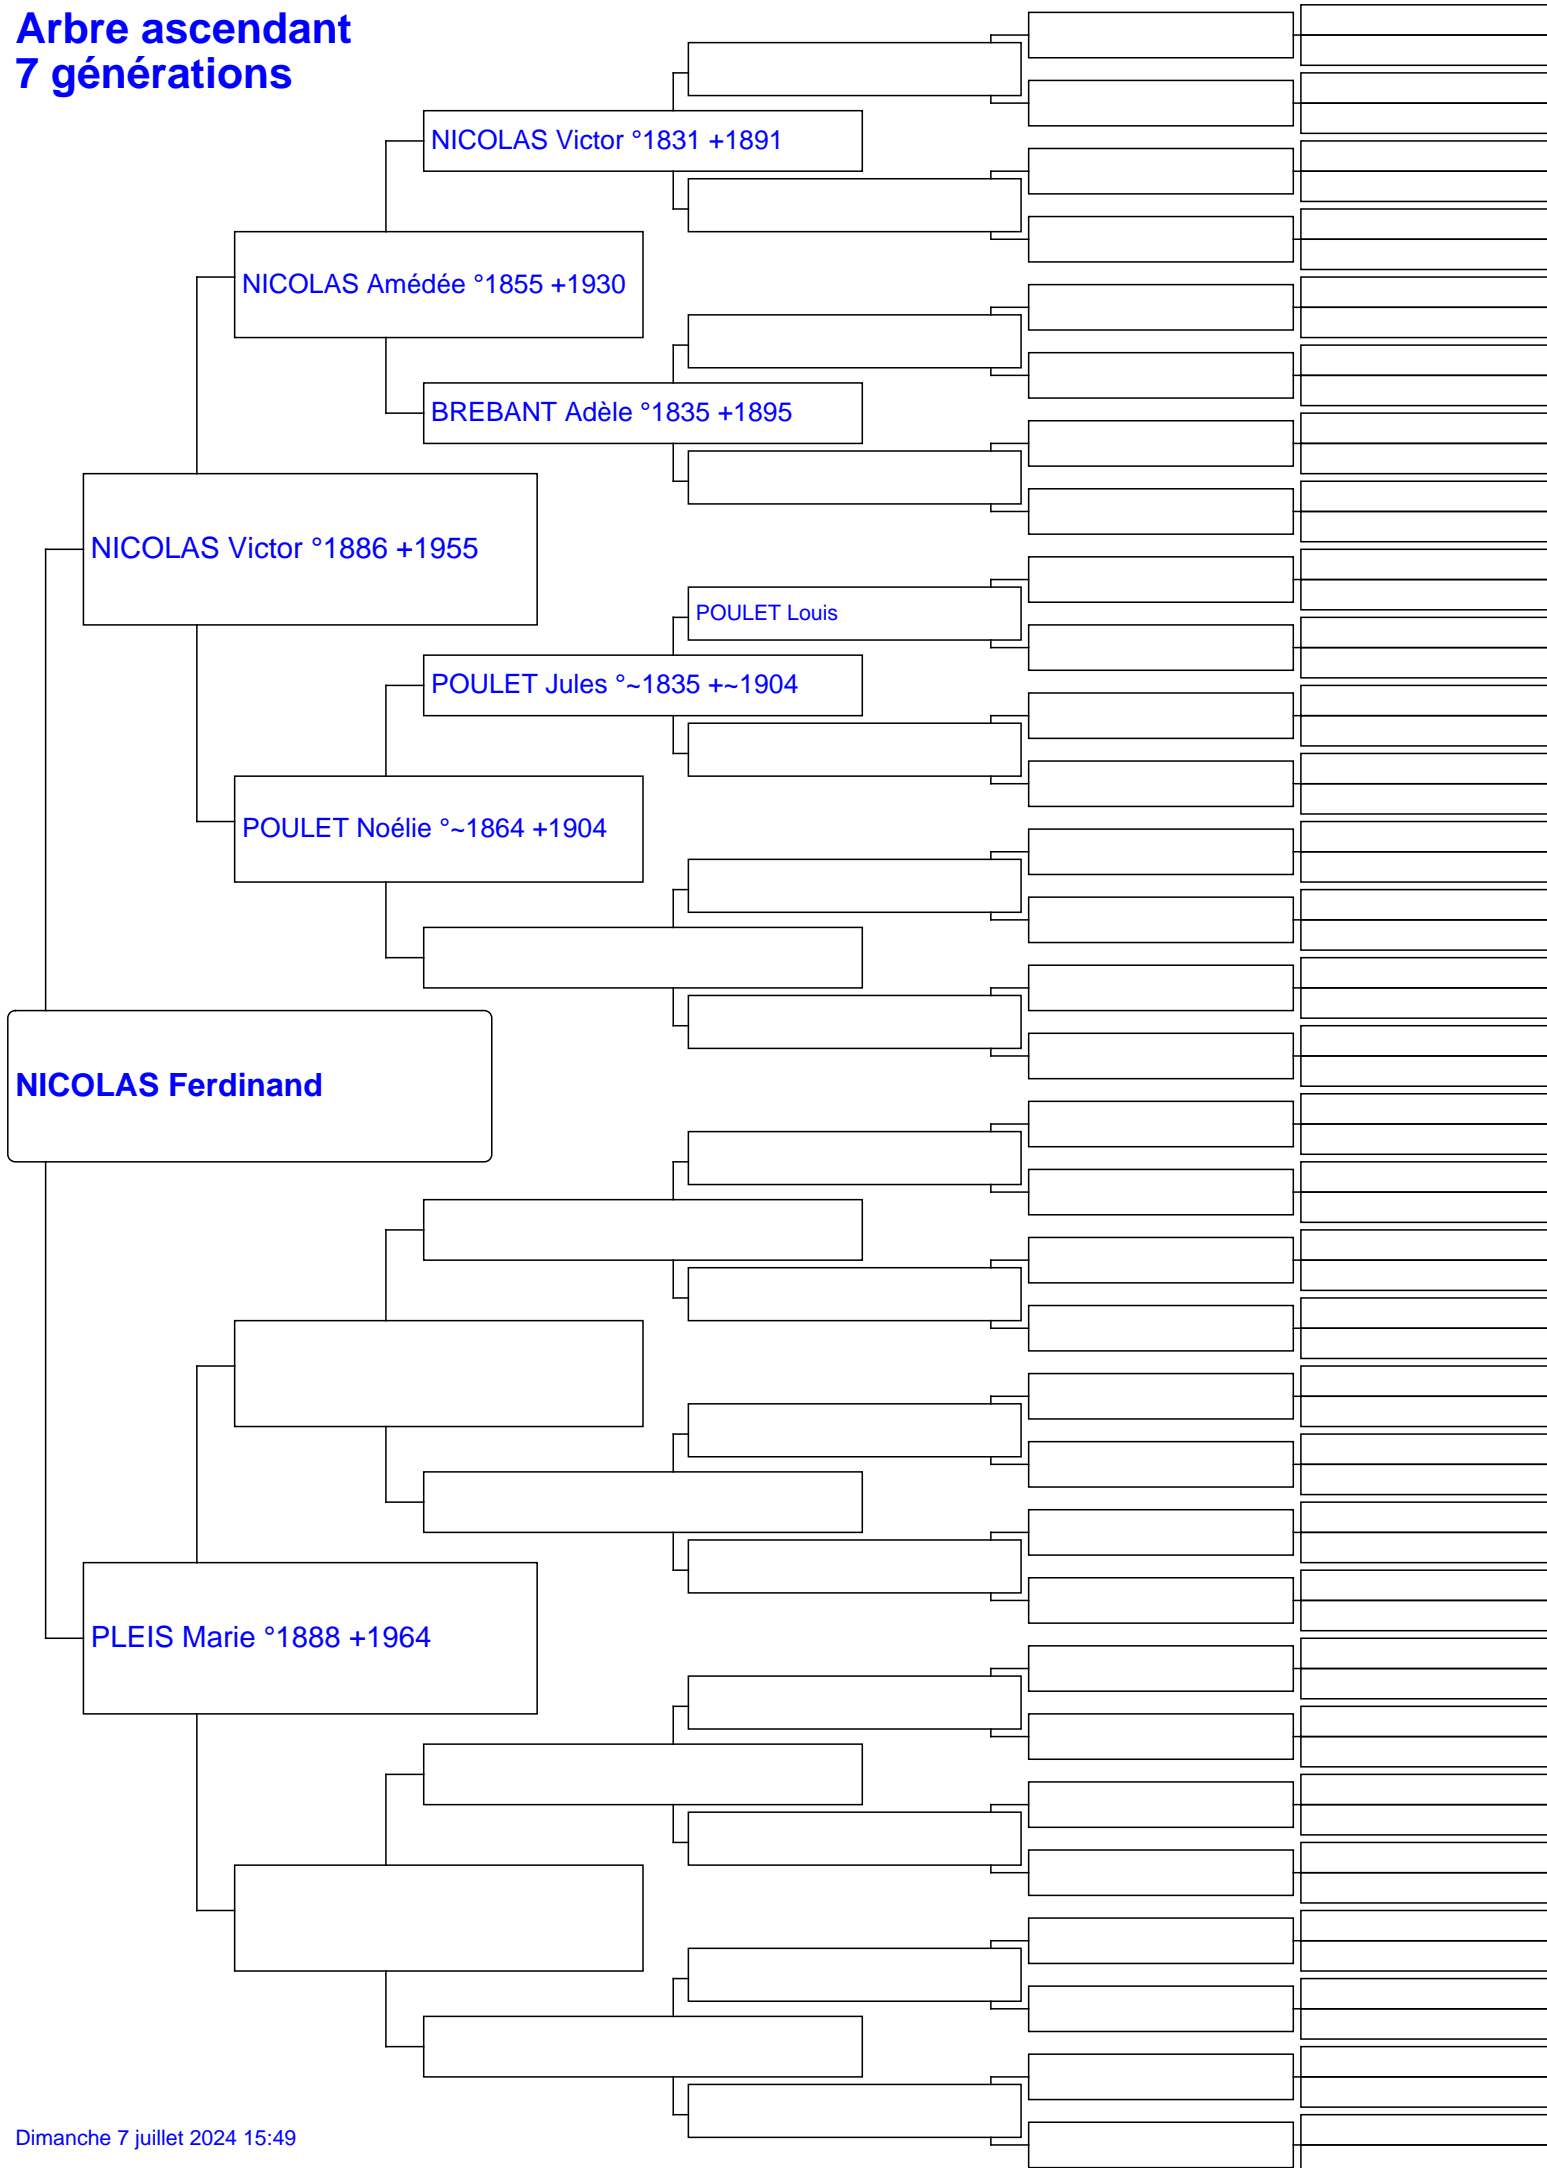 Arbre ascendant
7 générations
NICOLAS Victor °1831 +1891
NICOLAS Amédée °1855 +1930
BREBANT Adèle °1835 +1895
NICOLAS Victor °1886 +1955
POULET Louis
POULET Jules °~1835 +~1904
POULET Noélie °~1864 +1904
NICOLAS Ferdinand
PLEIS Marie °1888 +1964
Dimanche 7 juillet 2024 15:49